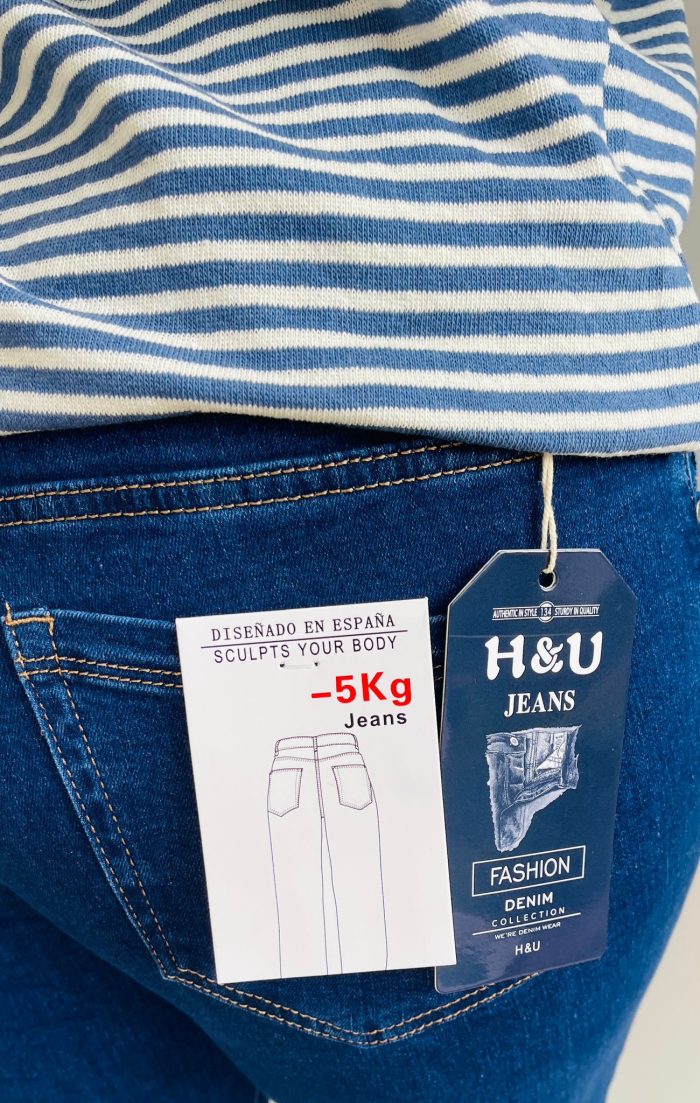 DISEÑADO EN ESPAÑA
SCULPTS YOUR BODY
-5Kg
Jeans
AUTHENTIC IN STYLE 134 STURDY IN QUALITY
H&U
JEANS
FASHION
DENIM
COLLECTION
WE'RE DENIM WEAR
H&U